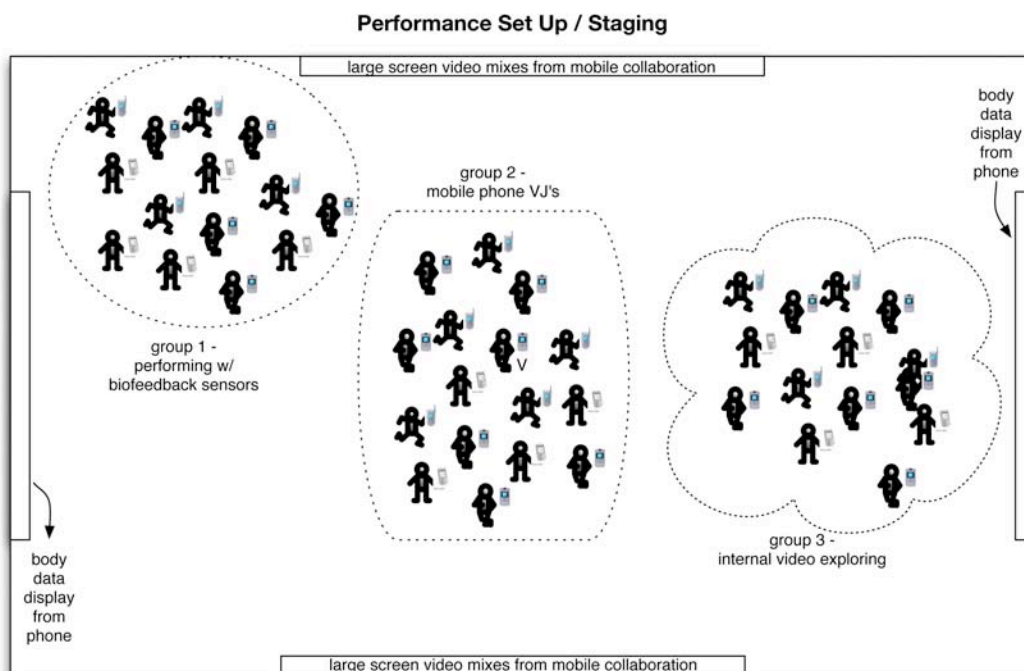 Performance Set Up / Staging
large screen video mixes from mobile collaboration
body
data
display
from
phone
group 2 -
mobile phone VJ's
group 1 -
performing w/
biofeedback sensors
V
group 3 -
internal video exploring
body
data
display
from
phone
large screen video mixes from mobile collaboration